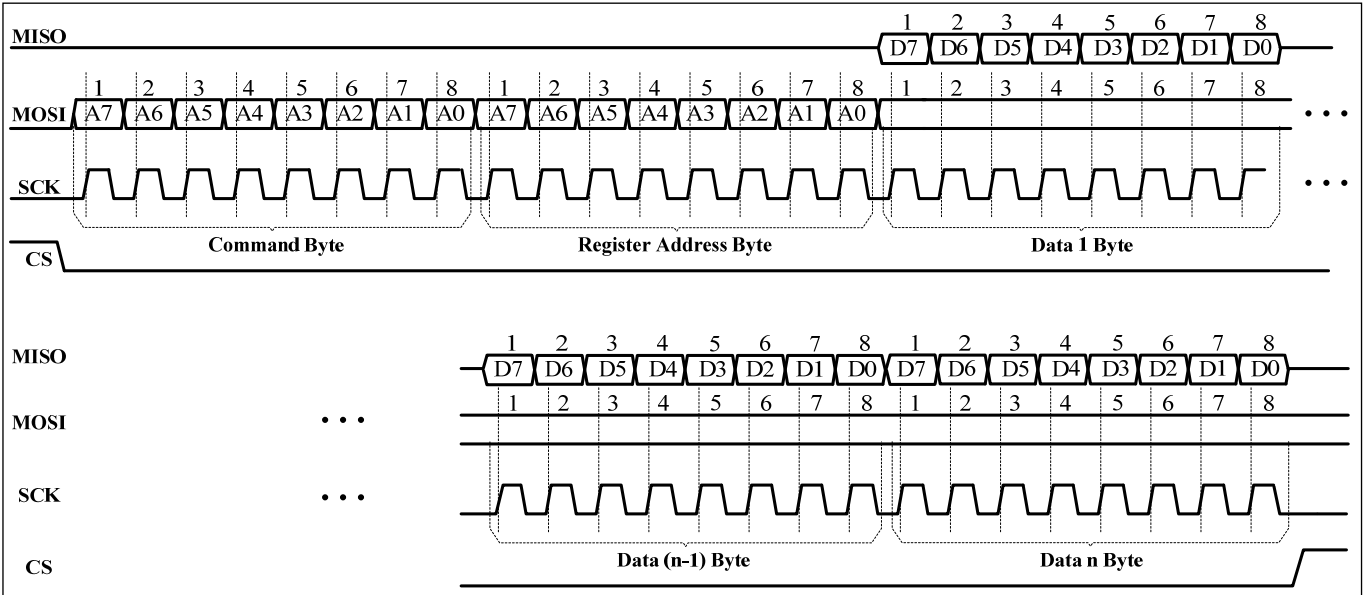 1 2 3 4 5 6 7 8
MISO D7 D6 D5 D4 D3 D2 D1 D0
1 2 3 4 5 6 7 8 1 2 3 4 5 6 7 8 1 2 3 4 5 6 7 8
MOSI A7 A6 A5 A4 A3 A2 A1 A0 A7 A6 A5 A4 A3 A2 A1 A0 • • •
SCK • • •
Command Byte Register Address Byte Data 1 Byte
CS
1 2 3 4 5 6 7 8 1 2 3 4 5 6 7 8
MISO D7 D6 D5 D4 D3 D2 D1 D0 D7 D6 D5 D4 D3 D2 D1 D0
1 2 3 4 5 6 7 8 1 2 3 4 5 6 7 8
MOSI • • •
SCK • • •
Data (n-1) Byte Data n Byte
CS